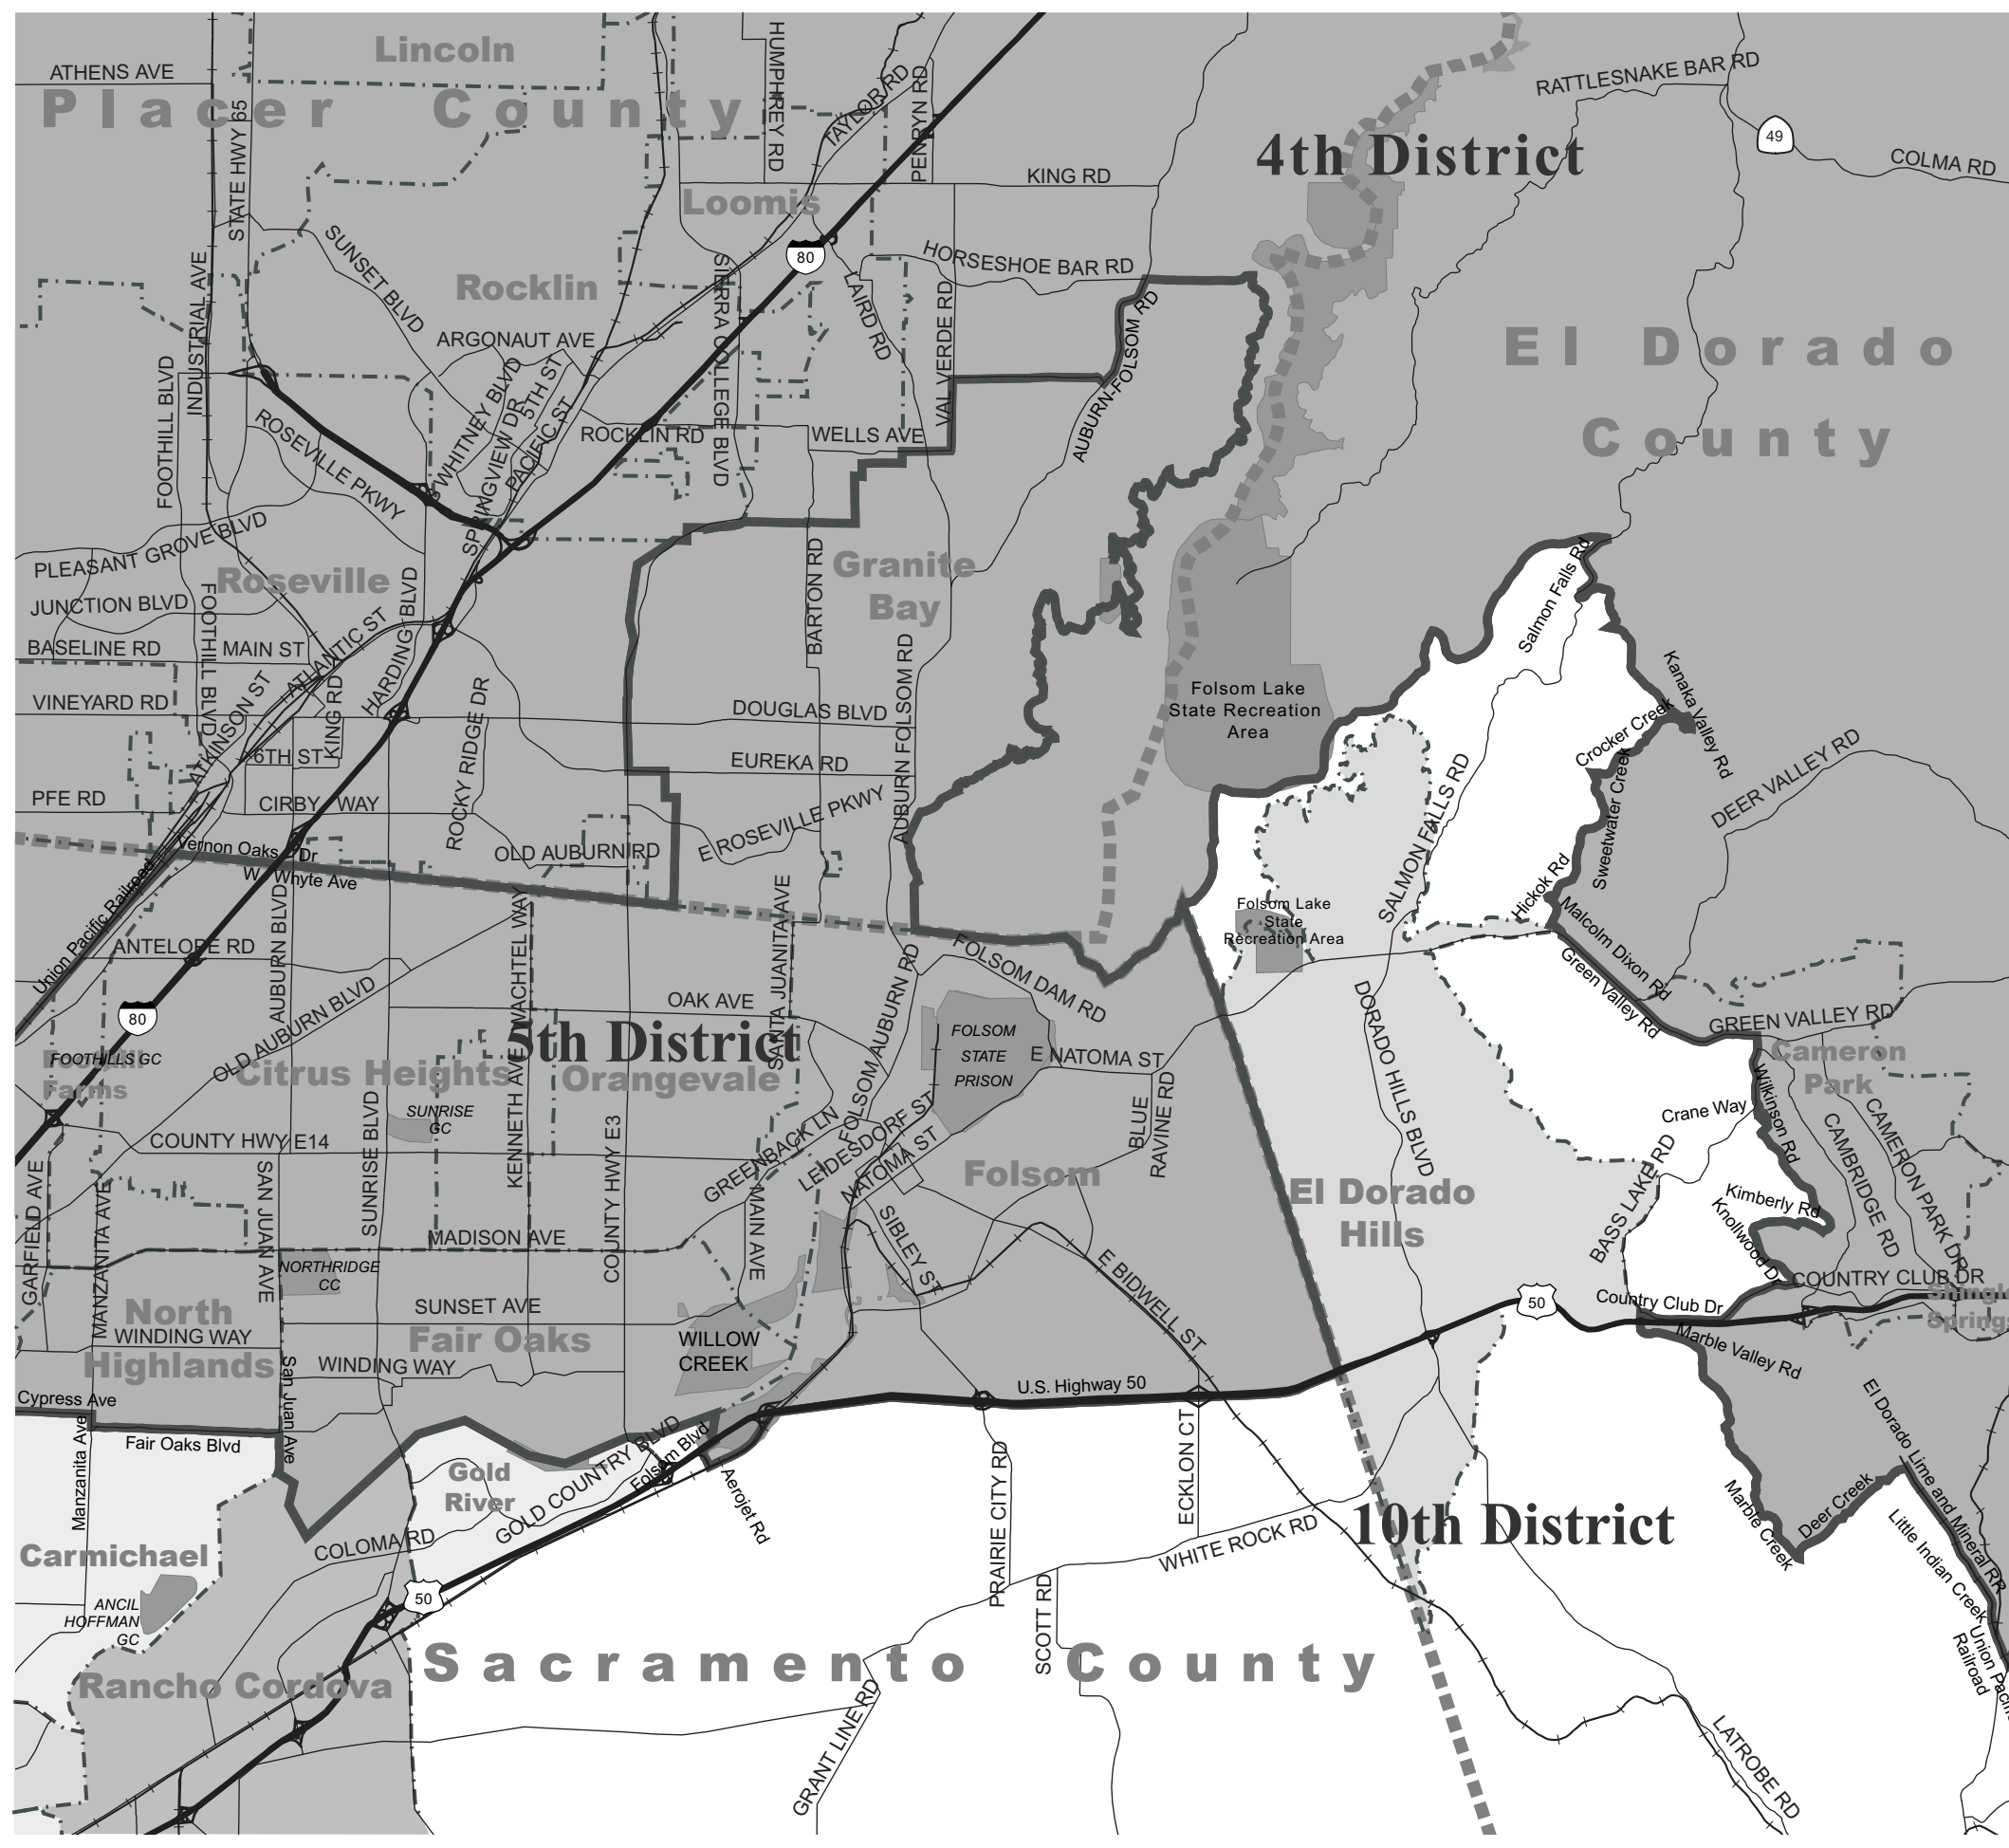 Lincoln
ATHENS AVE
Placer County
STATE HWY 65
HUMPHREY RD
TAYLOR RD
PENRYN RD
RATTLESNAKE BAR RD
49
COLMA RD
4th District
KING RD
Loomis
80
SUNSET BLVD
INDUSTRIAL AVE
Rocklin
SIERRA COLLEGE BLVD
LAIRD RD
HORSESHOE BAR RD
VAL VERDE RD
AUBURN-FOLSOM RD
AUBURN-FOLSOM RD
El Dorado
County
ARGONAUT AVE
FOOTHILL BLVD
WHITNEY BLVD
5TH ST
SPRINGVIEW DR
PACIFIC ST
ROCKLIN RD
WELLS AVE
ROSEVILLE PKWY
PLEASANT GROVE BLVD
Roseville
JUNCTION BLVD
FOOTHILL BLVD
HARDING BLVD
BARTON RD
Granite
Bay
Salmon Falls Rd
BASELINE RD
MAIN ST
ATLANTIC ST
AUBURN FOLSOM RD
Kanaka Valley Rd
VINEYARD RD
ATKINSON ST
KING RD
ROCKY RIDGE DR
DOUGLAS BLVD
Folsom Lake
State Recreation
Area
Crocker Creek
6TH ST
EUREKA RD
SALMON FALLS RD
Sweetwater Creek
DEER VALLEY RD
PFE RD
CIRBY WAY
E ROSEVILLE PKWY
OLD AUBURN RD
Vernon Oaks Dr
W Whyte Ave
Union Pacific Railroad
Hickok Rd
Folsom Lake
State
Recreation Area
Malcolm Dixon Rd
Green Valley Rd
ANTELOPE RD
AUBURN BLVD
WACHTEL WAY
SANTA JUANITA AVE
FOLSOM DAM RD
OAK AVE
80
OLD AUBURN BLVD
FOLSOM AUBURN RD
DORADO HILLS BLVD
GREEN VALLEY RD
5th District
FOLSOM
STATE
PRISON
E NATOMA ST
Cameron
Park
Foothill
Farms
FOOTHILLS GC
Citrus Heights
Orangevale
SUNRISE
GC
KENNETH AVE
SUNRISE BLVD
COUNTY HWY E3
GREENBACK LN
LEIDESDORF ST
NATOMA ST
BLUE
RAVINE RD
Crane Way
Wilkinson Rd
CAMBRIDGE RD
CAMERON PARK DR
COUNTY HWY E14
Folsom
El Dorado
Hills
BASS LAKE RD
Kimberly Rd
Knollwood Dr
GARFIELD AVE
MANZANITA AVE
SAN JUAN AVE
MAIN AVE
SIBLEY ST
MADISON AVE
NORTHRIDGE
CC
E BIDWELL ST
50
COUNTRY CLUB DR
Country Club Dr
Shingle
Springs
North
Highlands
SUNSET AVE
Fair Oaks
WINDING WAY
WINDING WAY
WILLOW
CREEK
Marble Valley Rd
U.S. Highway 50
Cypress Ave
San Juan Ave
Fair Oaks Blvd
Manzanita Ave
Gold
River
GOLD COUNTRY BLVD
Folsom Blvd
Aerojet Rd
PRAIRIE CITY RD
ECKLON CT
El Dorado Lime and Mineral RR
Marble Creek
Deer Creek
Little Indian Creek
COLOMA RD
10th District
WHITE ROCK RD
Carmichael
ANCIL
HOFFMAN
GC
50
SCOTT RD
Sacramento County
Rancho Cordova
GRANT LINE RD
LATROBE RD
Union Pacific
Railroad